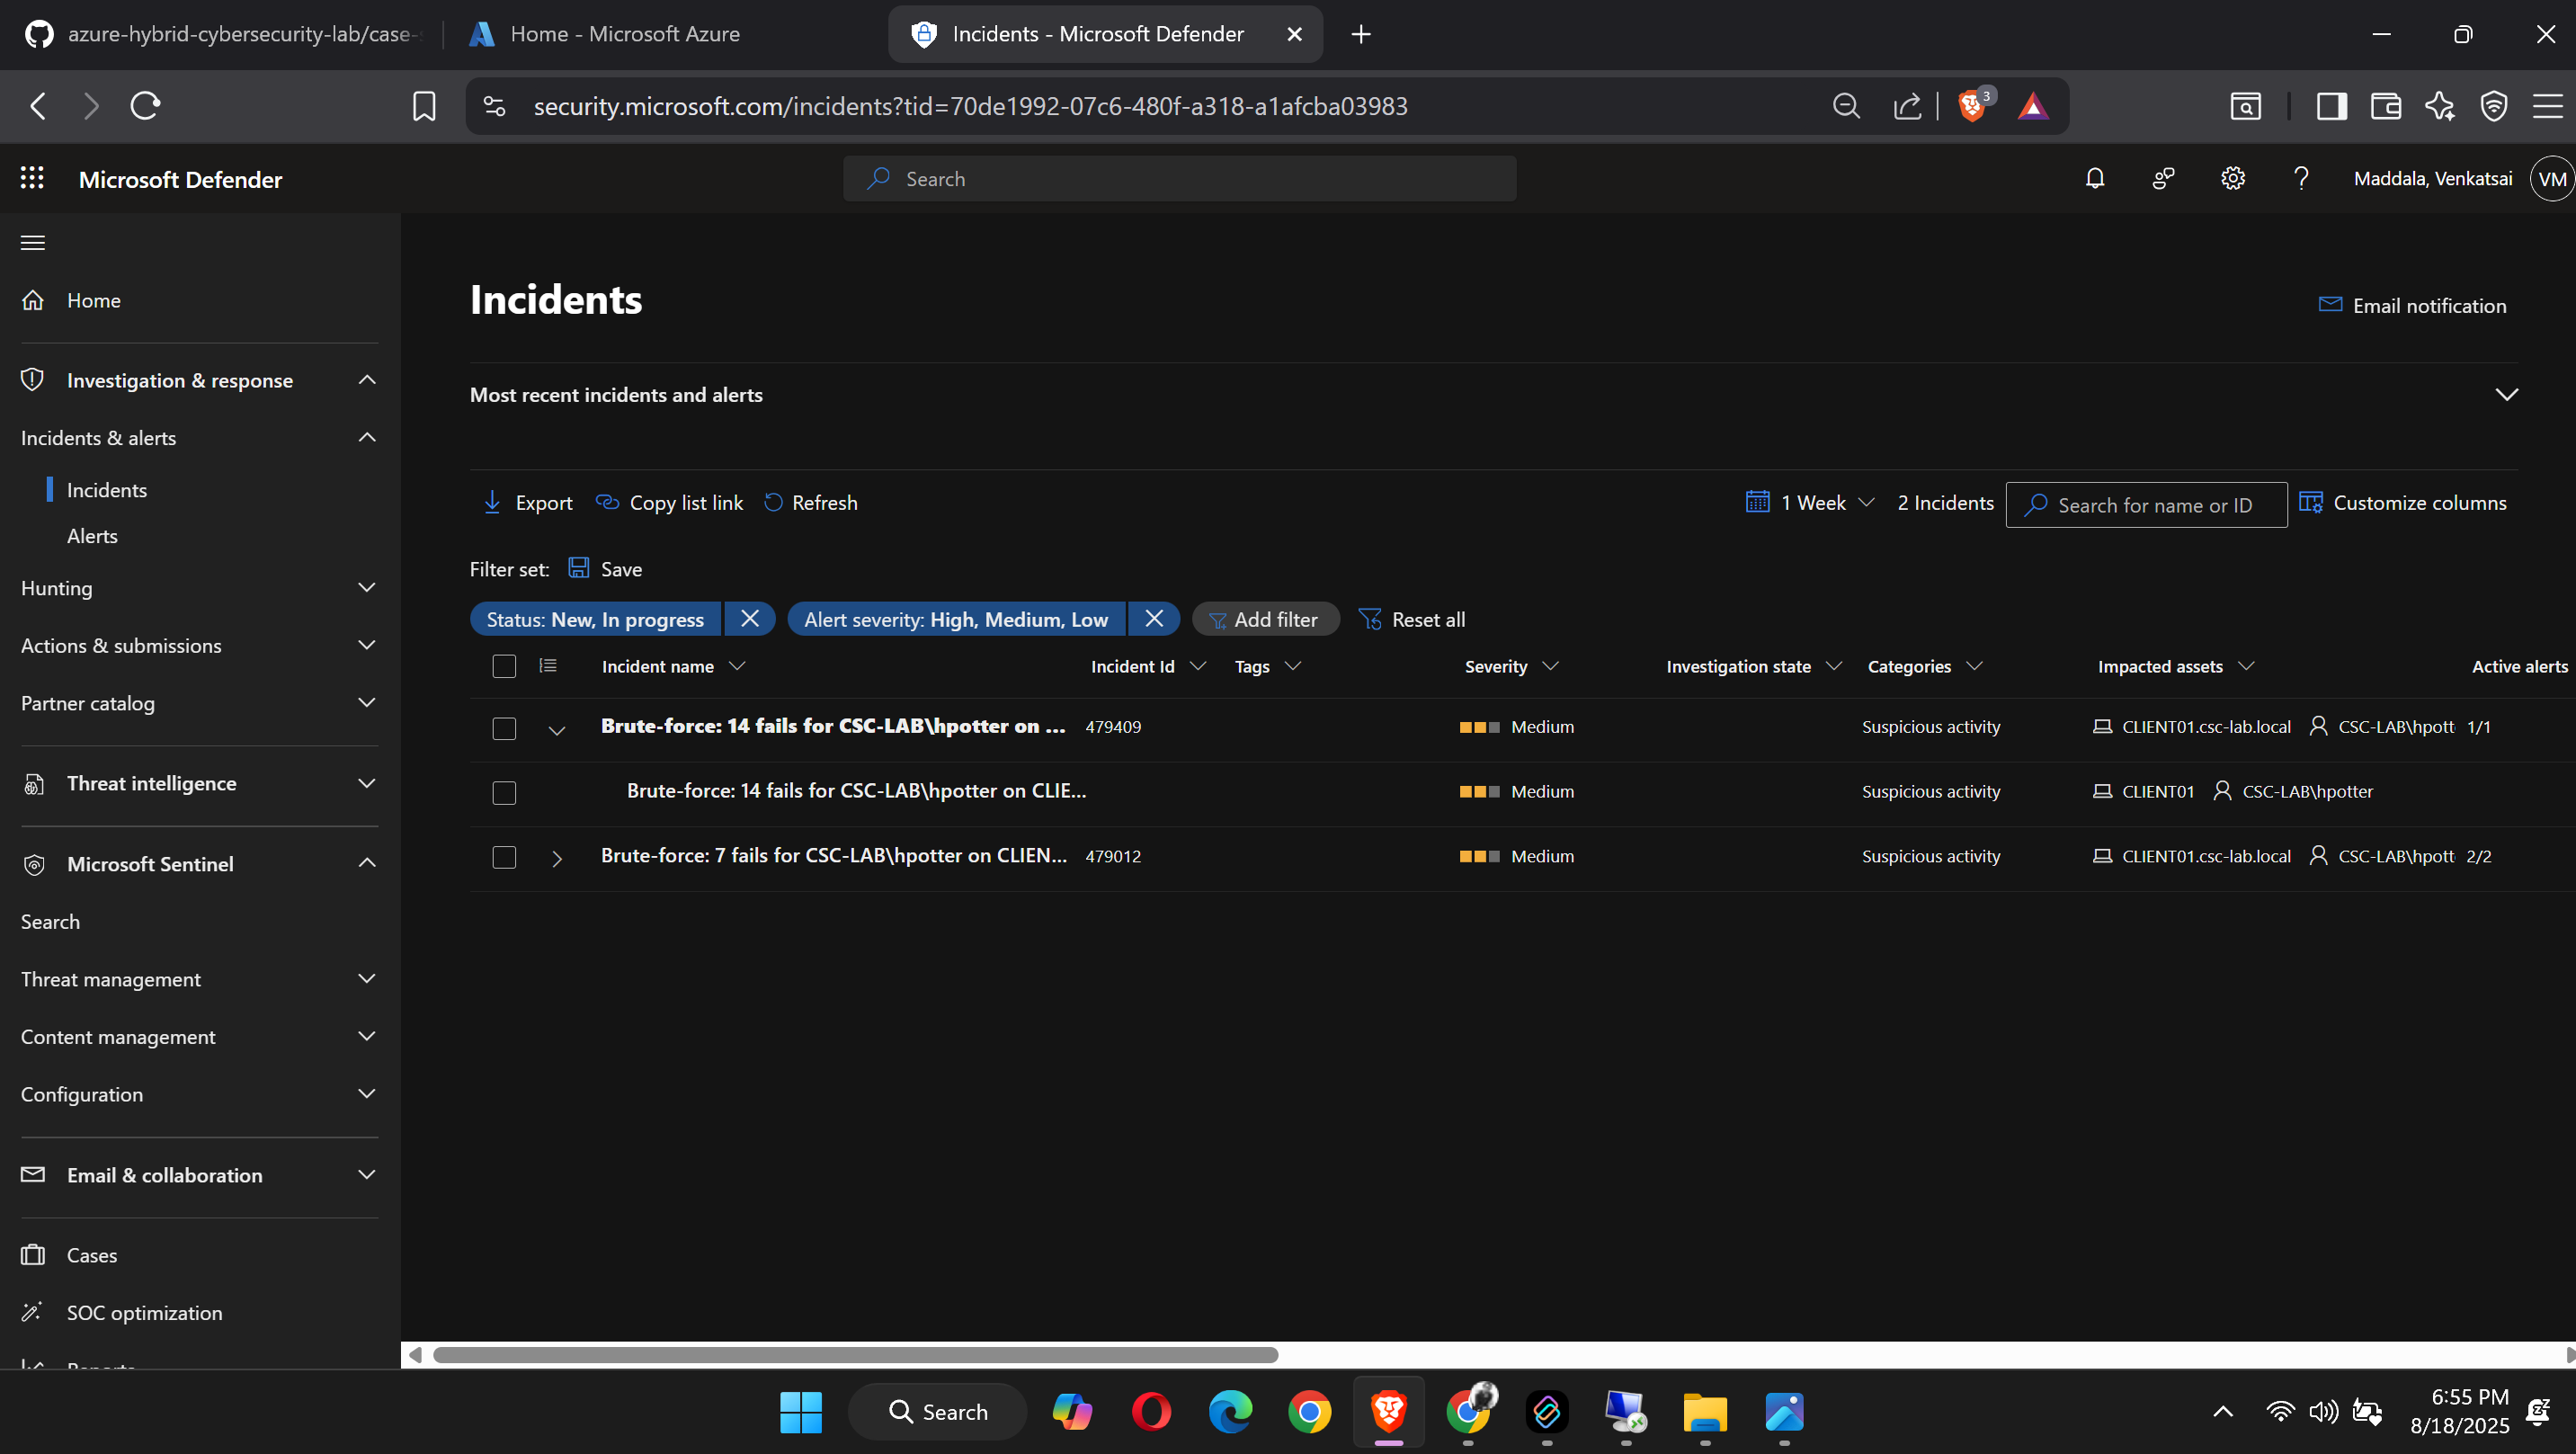 azure-hybrid-cybersecurity-lab/case-
Home - Microsoft Azure
Incidents - Microsoft Defender
security.microsoft.com/incidents?tid=70de1992-07c6-480f-a318-a1afcba03983
3
Microsoft Defender
Search
Maddala, Venkatsai
VM
Home
Investigation & response
Incidents & alerts
Incidents
Alerts
Hunting
Actions & submissions
Partner catalog
Threat intelligence
Microsoft Sentinel
Search
Threat management
Content management
Configuration
Email & collaboration
Cases
SOC optimization
Incidents
Email notification
Most recent incidents and alerts
Export Copy list link Refresh 1 Week 2 Incidents Search for name or ID Customize columns
Filter set: Save
Status: New, In progress Alert severity: High, Medium, Low Add filter Reset all
Incident name Incident Id Tags Severity Investigation state Categories Impacted assets Active alerts
Brute-force: 14 fails for CSC-LAB\hpotter on ... 479409 Medium Suspicious activity CLIENT01.csc-lab.local CSC-LAB\hpott 1/1
Brute-force: 14 fails for CSC-LAB\hpotter on CLIE... Medium Suspicious activity CLIENT01 CSC-LAB\hpotter
Brute-force: 7 fails for CSC-LAB\hpotter on CLIEN... 479012 Medium Suspicious activity CLIENT01.csc-lab.local CSC-LAB\hpott 2/2
Search
6:55 PM
8/18/2025